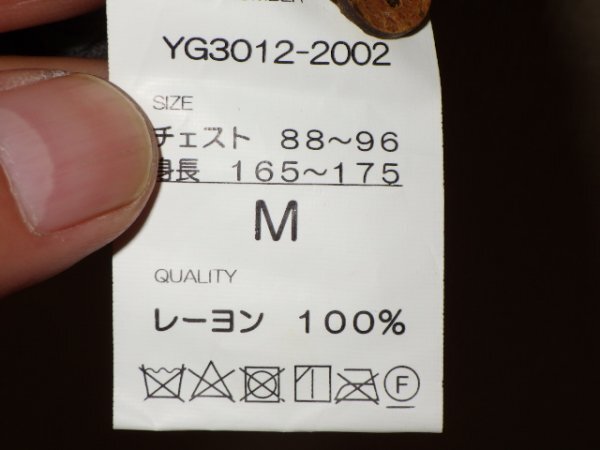 YG3012-2002
SIZE
チェスト 88～96
身長 165～175
M
QUALITY
レーヨン 100%
F